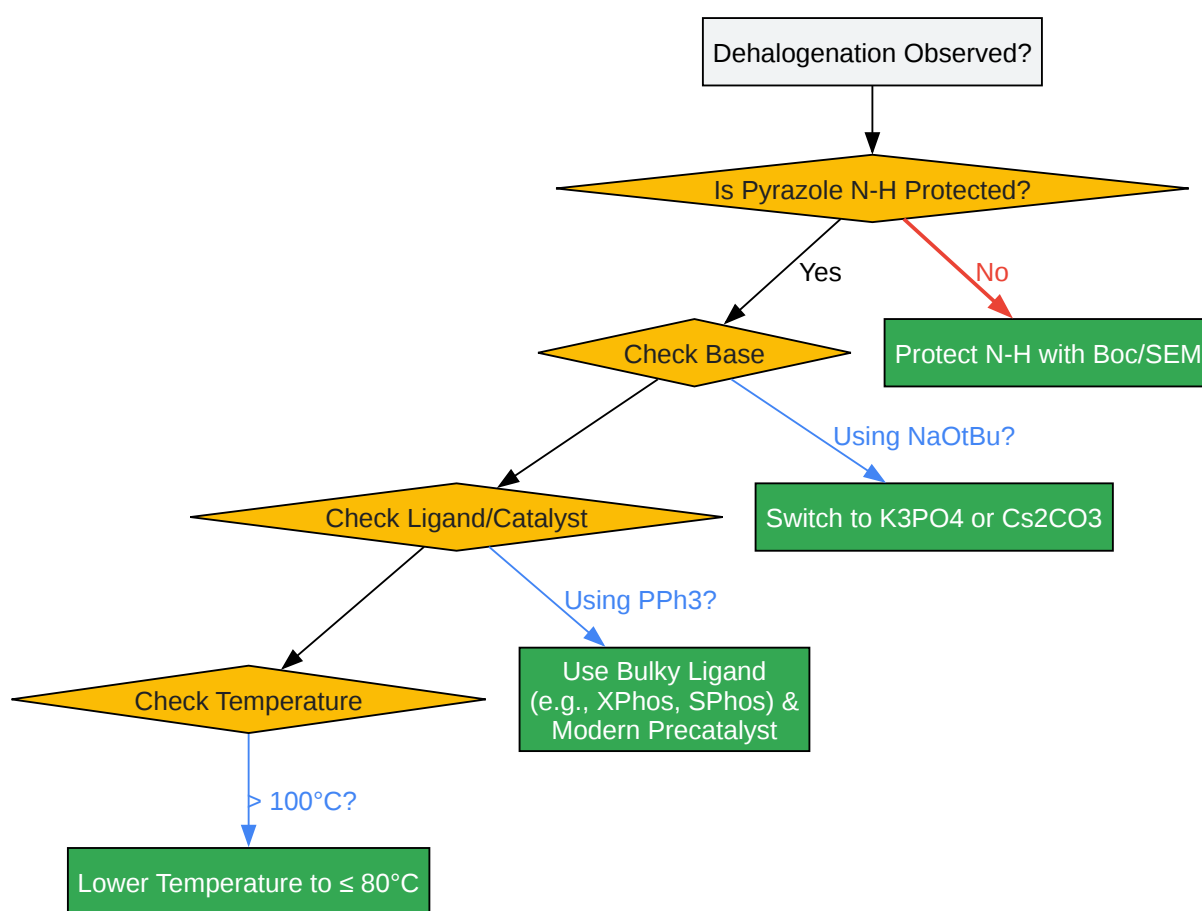 Dehalogenation Observed?
Is Pyrazole N-H Protected?
Yes
No
Check Base
Protect N-H with Boc/SEM
Using NaOtBu?
Check Ligand/Catalyst
Switch to K3PO4 or Cs2CO3
Using PPh3?
Check Temperature
Use Bulky Ligand
(e.g., XPhos, SPhos) &
Modern Precatalyst
> 100°C?
Lower Temperature to ≤ 80°C